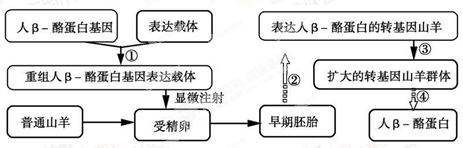 人β-酪蛋白基因 表达载体 表达人β-酪蛋白的转基因山羊
① ② ③
重组人β-酪蛋白基因表达载体 扩大的转基因山羊群体
显微注射 ④
普通山羊 受精卵 早期胚胎 人β-酪蛋白